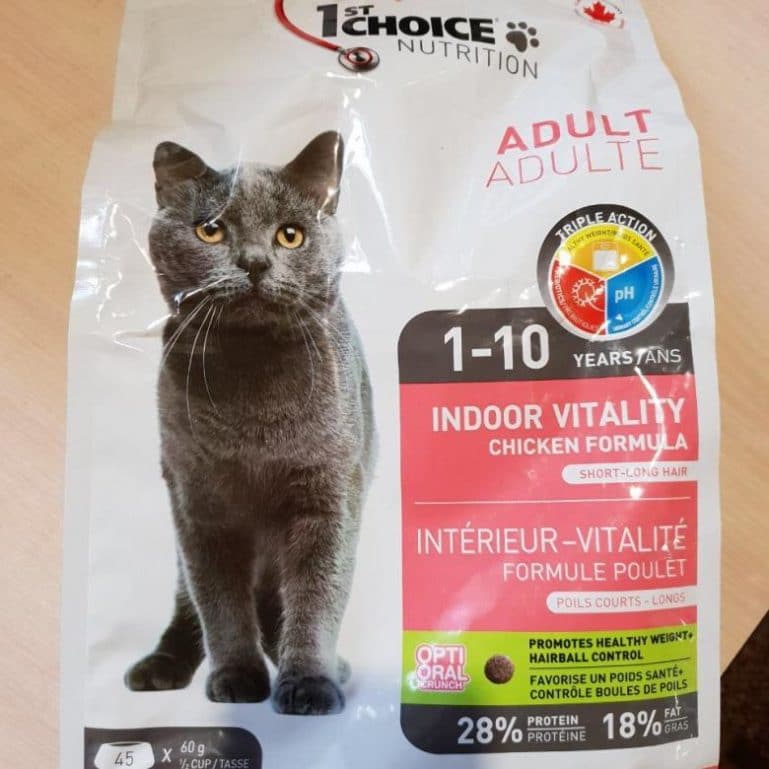 1ST CHOICE
NUTRITION
ADULT
ADULTE
TRIPLE ACTION
pH
1-10 YEARS/ANS
INDOOR VITALITY
CHICKEN FORMULA
SHORT-LONG HAIR
INTÉRIEUR-VITALITÉ
FORMULE POULET
POILS COURTS - LONGS
OPTI
ORAL
CRUNCH
PROMOTES HEALTHY WEIGHT+
HAIRBALL CONTROL
FAVORISE UN POIDS SANTÉ+
CONTRÔLE BOULES DE POILS
28% PROTEIN
PROTÉINE
18% FAT
GRAS
45 X 60 g
½ CUP/TASSE